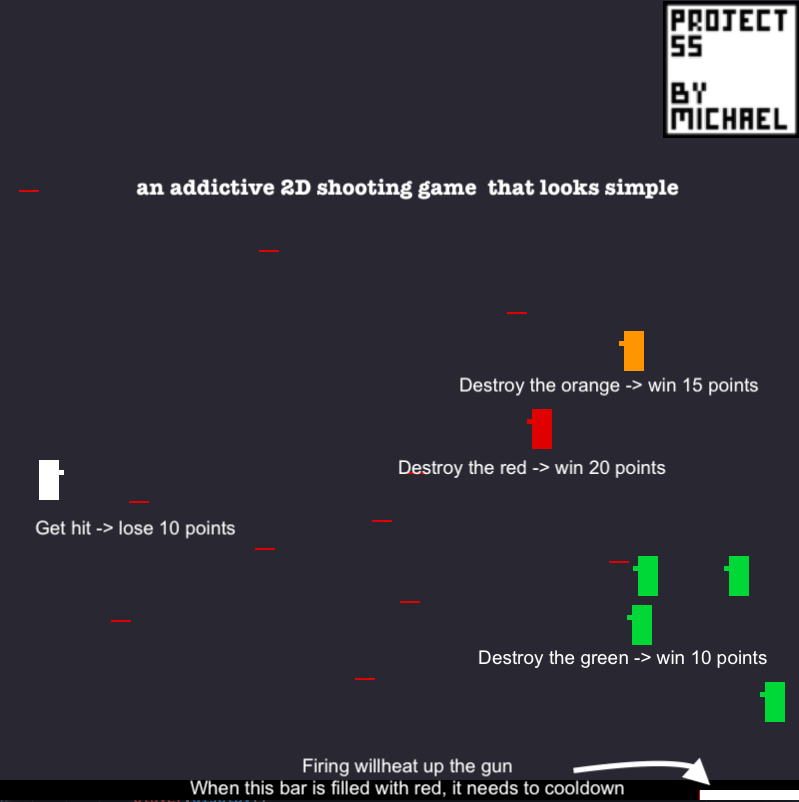 PROJECT
SS
BY
MICHAEL
an addictive 2D shooting game that looks simple
Destroy the orange -> win 15 points
Destroy the red -> win 20 points
Get hit -> lose 10 points
Destroy the green -> win 10 points
Firing willheat up the gun
When this bar is filled with red, it needs to cooldown